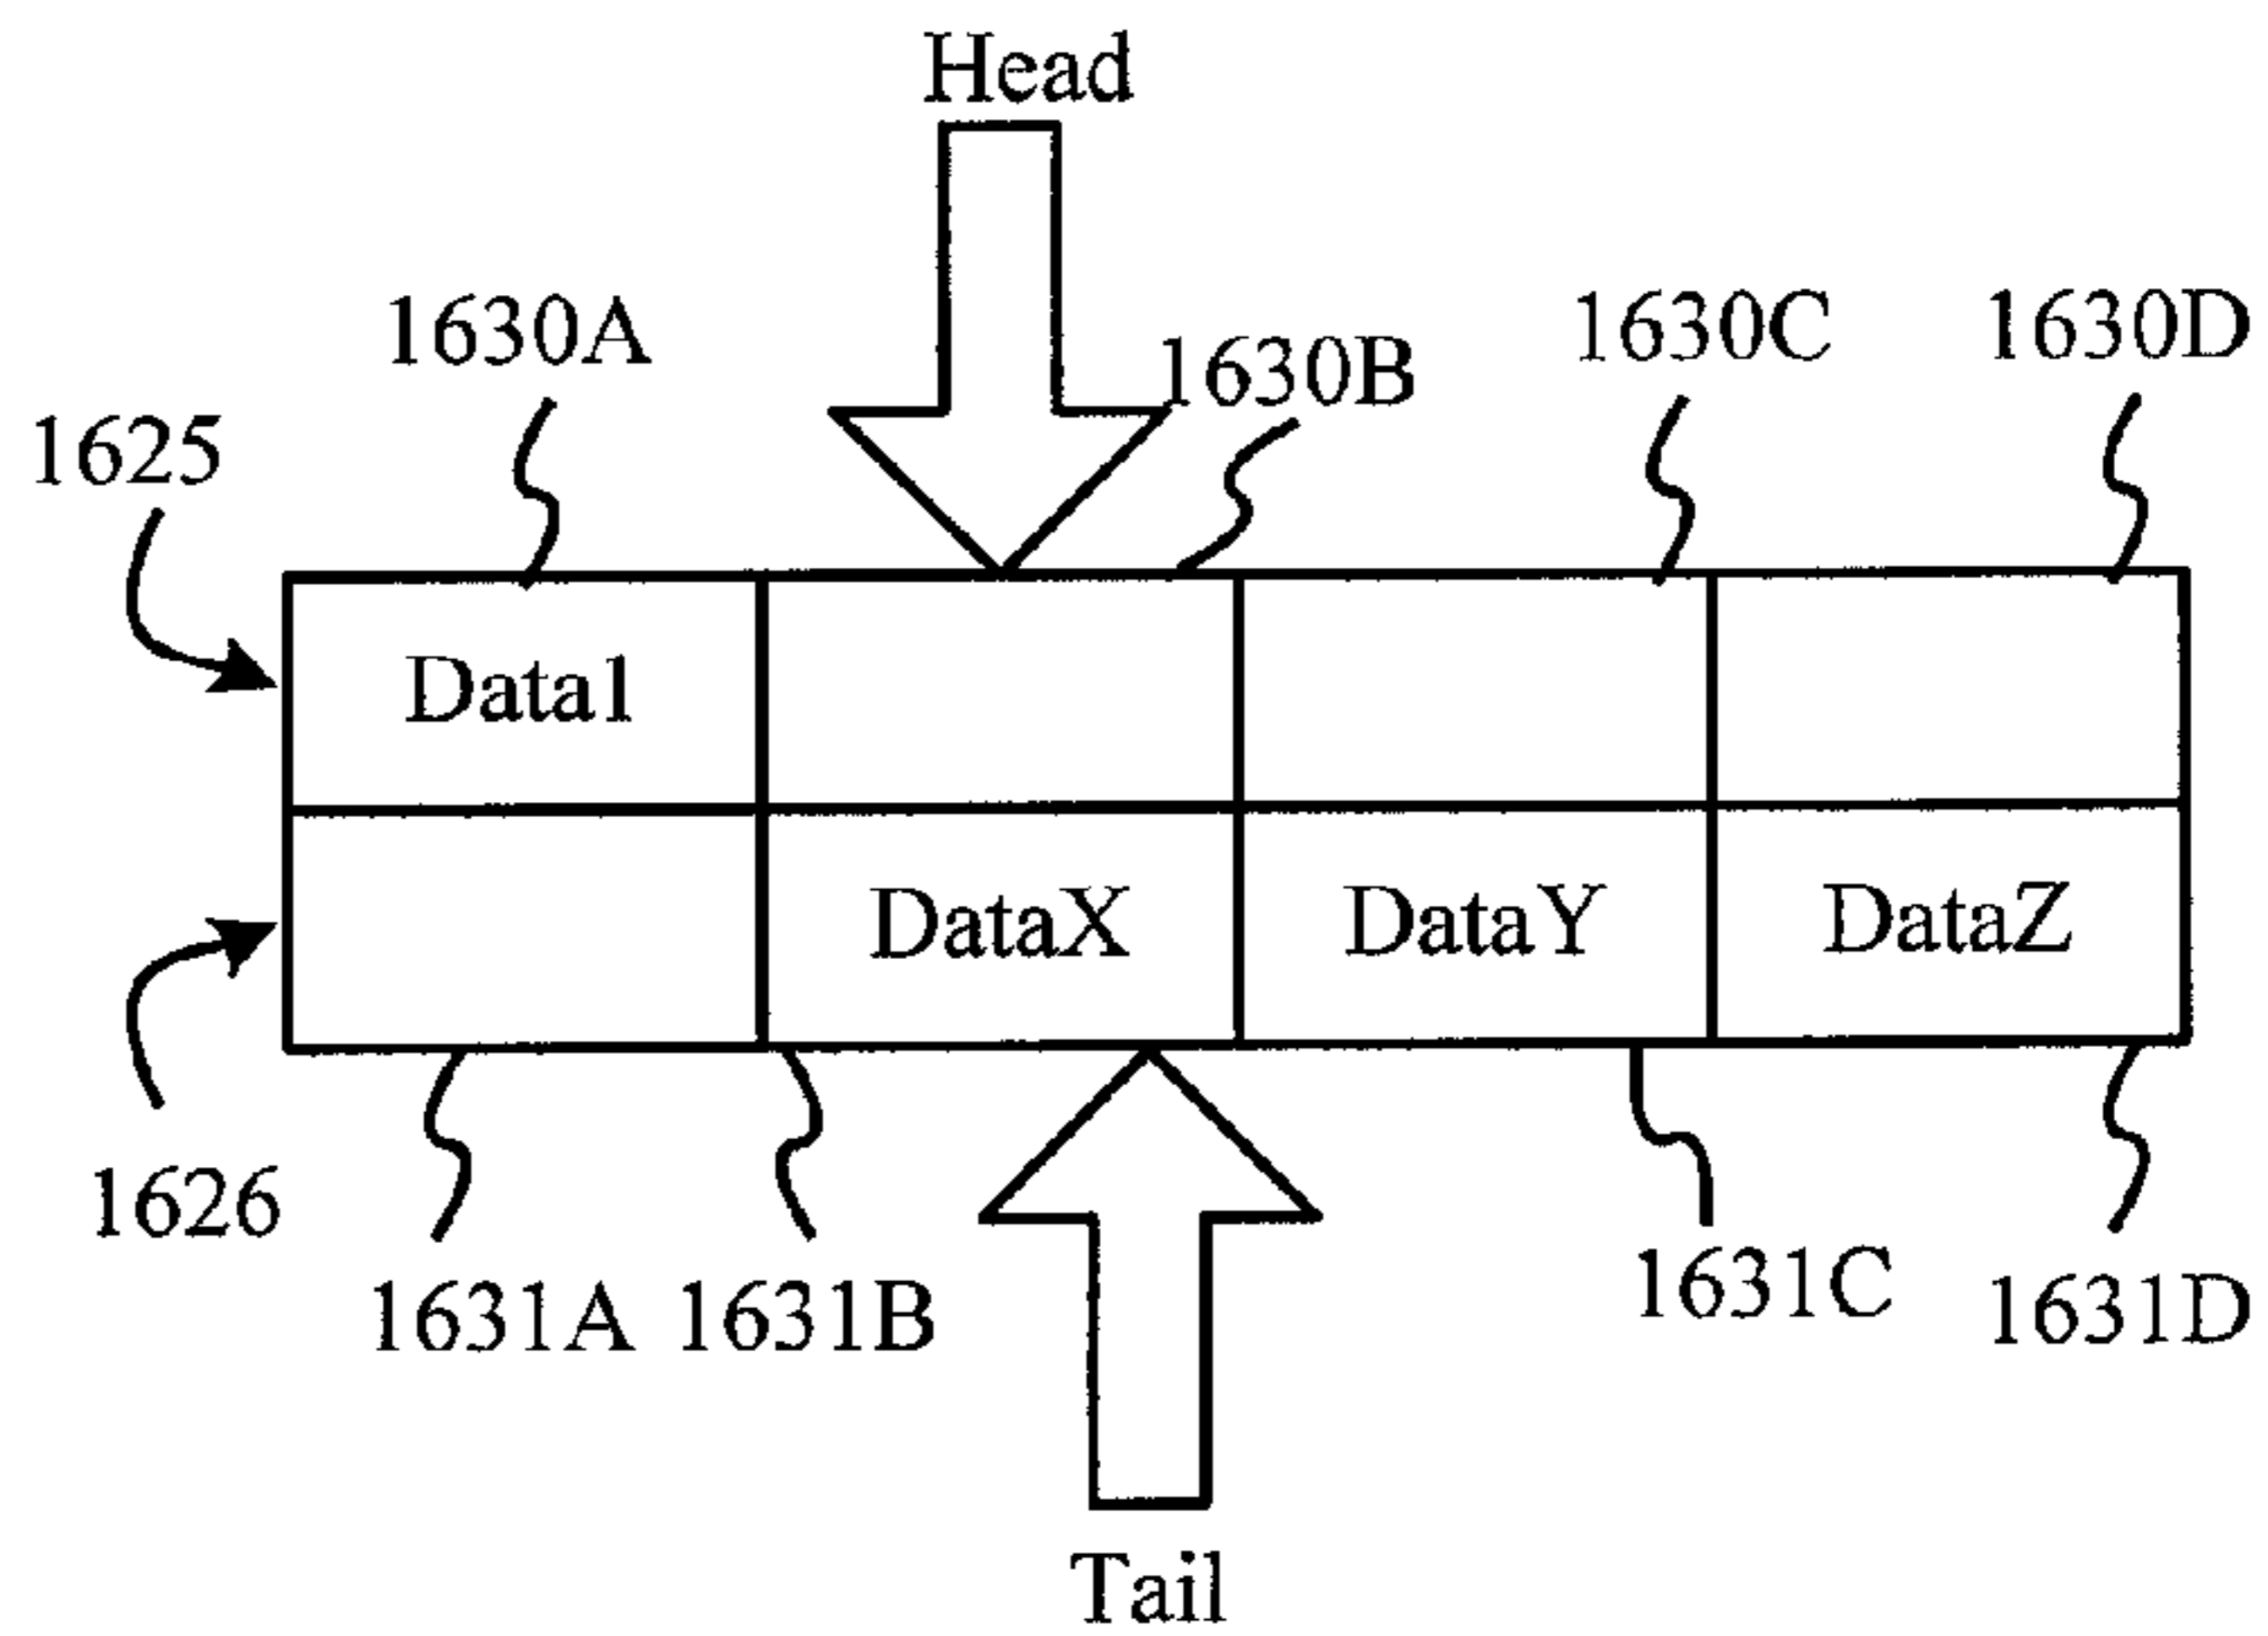 Head
1630A
1630B
1630C
1630D
1625
Data1
DataX
DataY
DataZ
1626
1631A
1631B
1631C
1631D
Tail